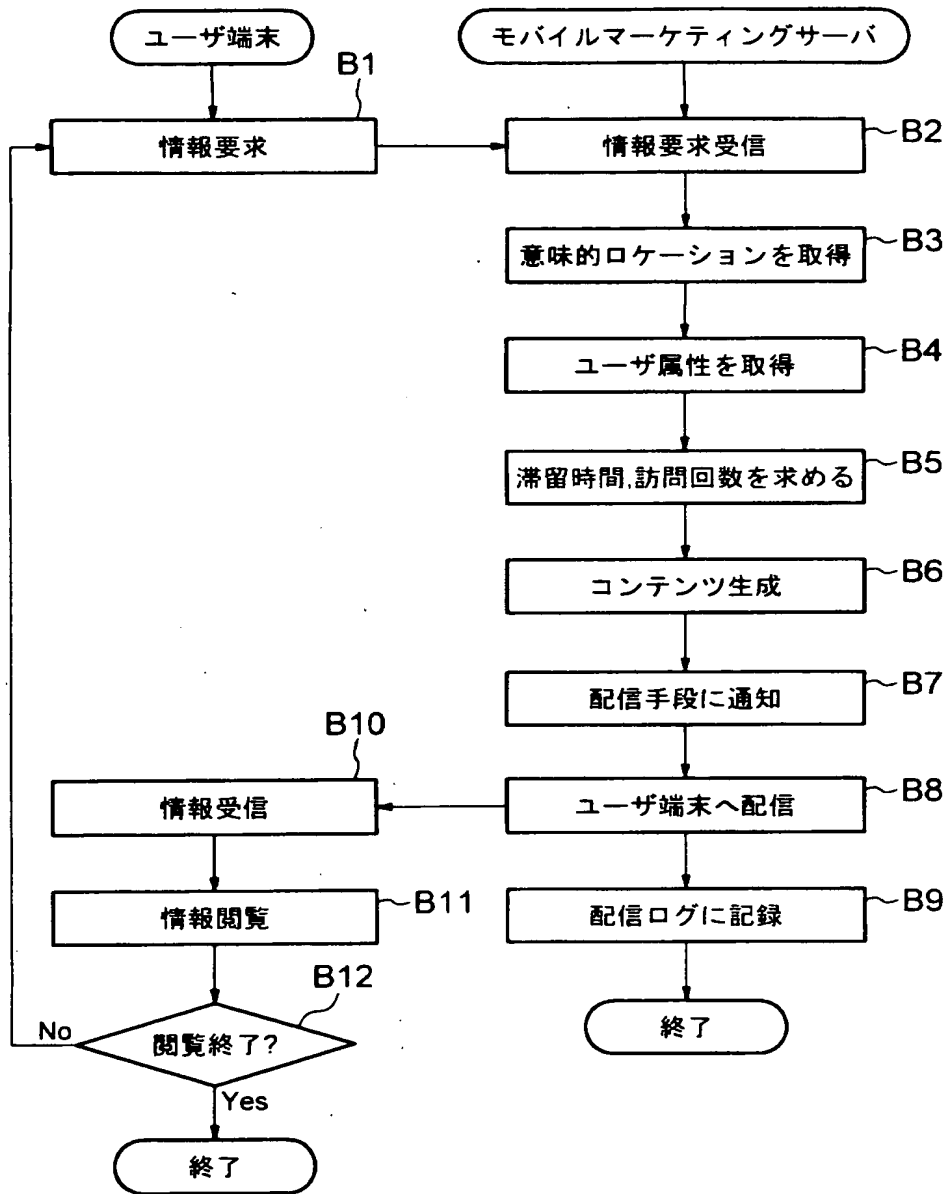 ユーザ端末
モバイルマーケティングサーバ
B1
情報要求
情報要求受信
B2
意味的ロケーションを取得
B3
ユーザ属性を取得
B4
滞留時間,訪問回数を求める
B5
コンテンツ生成
B6
配信手段に通知
B7
B10
情報受信
ユーザ端末へ配信
B8
情報閲覧
B11
配信ログに記録
B9
B12
No
閲覧終了?
終了
Yes
終了